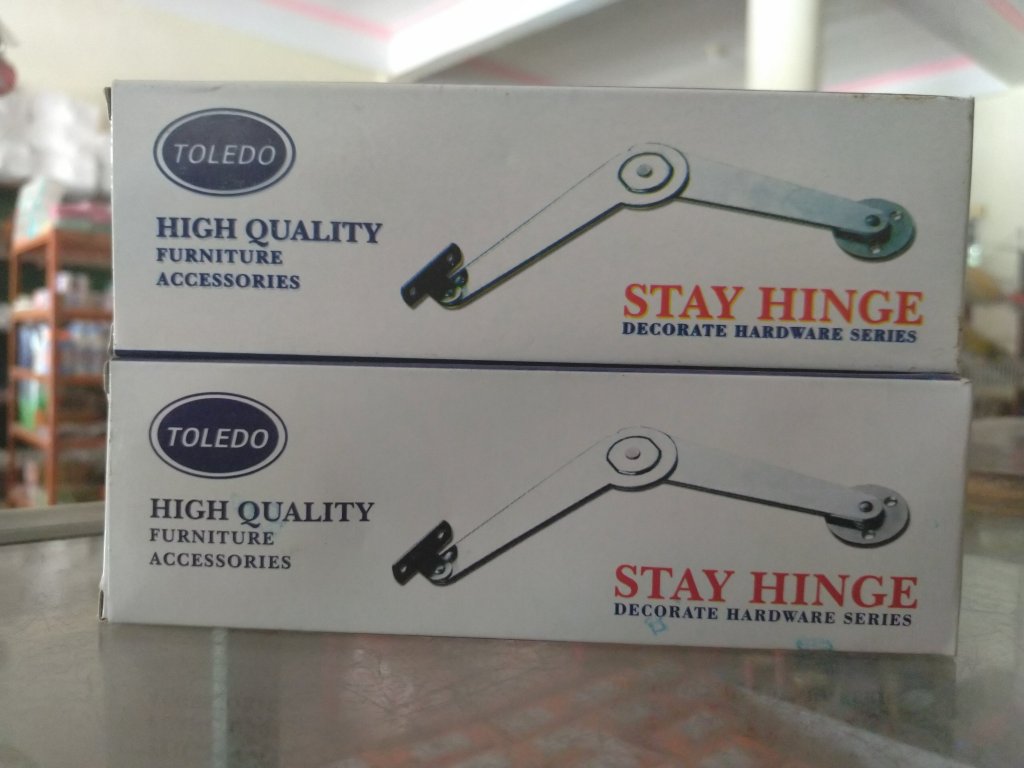 TOLEDO
HIGH QUALITY
FURNITURE
ACCESSORIES
STAY HINGE
DECORATE HARDWARE SERIES
TOLEDO
HIGH QUALITY
FURNITURE
ACCESSORIES
STAY HINGE
DECORATE HARDWARE SERIES